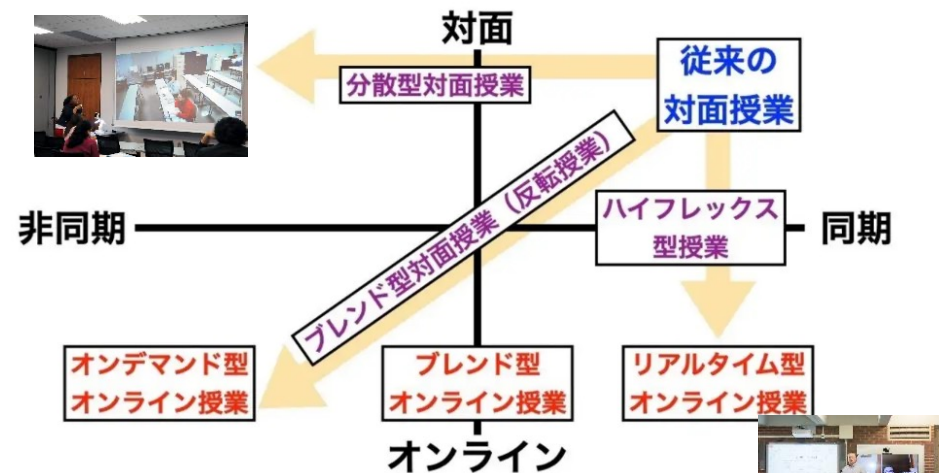 対面
従来の
対面授業
分散型対面授業
ブレンド型対面授業（反転授業）
ハイフレックス
型授業
非同期
同期
オンデマンド型
オンライン授業
ブレンド型
オンライン授業
リアルタイム型
オンライン授業
オンライン